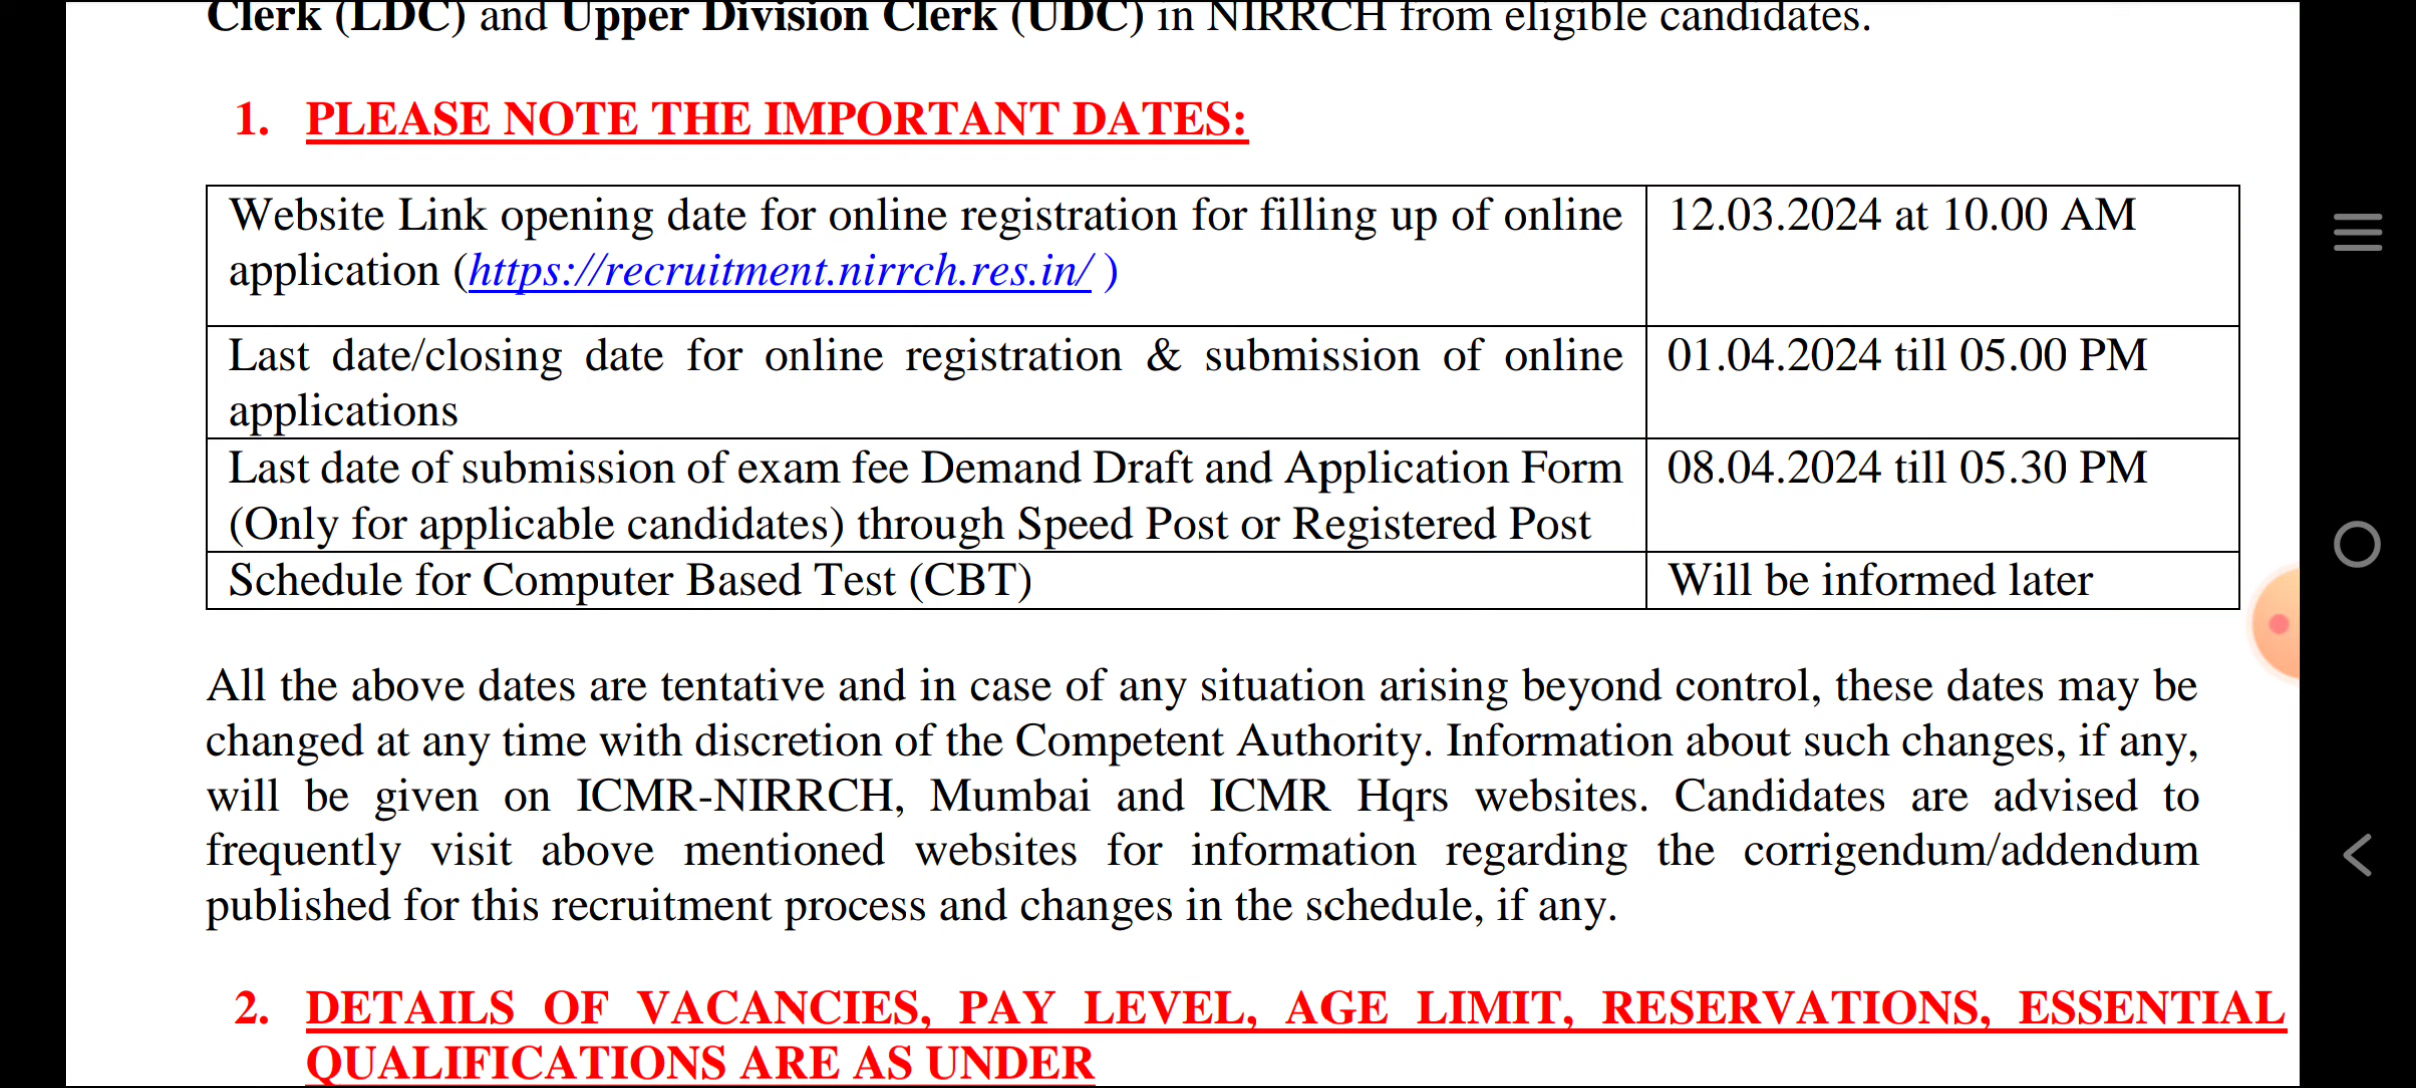 Clerk (LDC) and Upper Division Clerk (UDC) in NIRRCH from eligible candidates.
1. PLEASE NOTE THE IMPORTANT DATES:
Website Link opening date for online registration for filling up of online 12.03.2024 at 10.00 AM
application (https://recruitment.nirrch.res.in/ )
Last date/closing date for online registration & submission of online 01.04.2024 till 05.00 PM
applications
Last date of submission of exam fee Demand Draft and Application Form 08.04.2024 till 05.30 PM
(Only for applicable candidates) through Speed Post or Registered Post
Schedule for Computer Based Test (CBT) Will be informed later
All the above dates are tentative and in case of any situation arising beyond control, these dates may be
changed at any time with discretion of the Competent Authority. Information about such changes, if any,
will be given on ICMR-NIRRCH, Mumbai and ICMR Hqrs websites. Candidates are advised to
frequently visit above mentioned websites for information regarding the corrigendum/addendum
published for this recruitment process and changes in the schedule, if any.
2. DETAILS OF VACANCIES, PAY LEVEL, AGE LIMIT, RESERVATIONS, ESSENTIAL
QUALIFICATIONS ARE AS UNDER